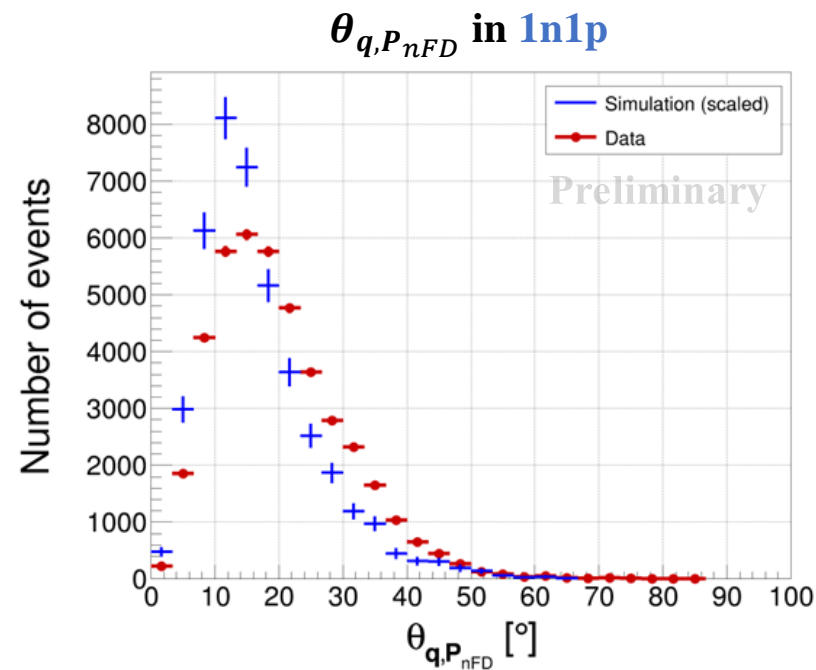 θq,PnFD in 1n1p
Simulation (scaled)
Data
Preliminary
Number of events
8000
7000
6000
5000
4000
3000
2000
1000
0
0 10 20 30 40 50 60 70 80 90 100
θq,PnFD [°]